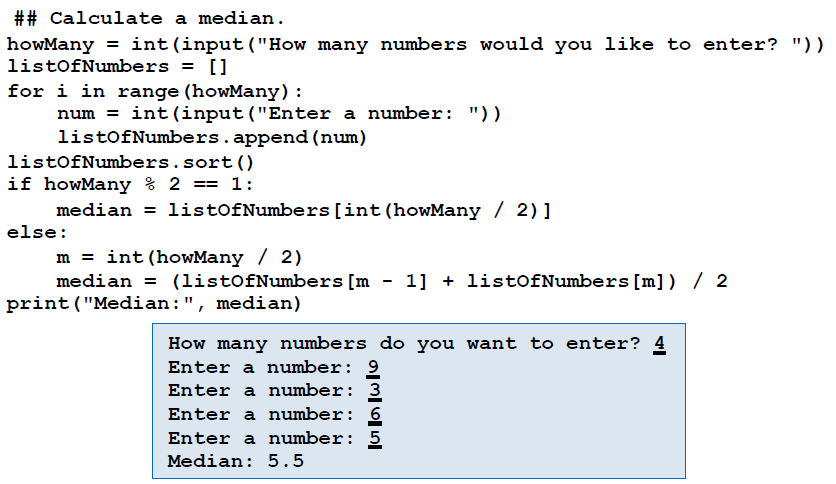 ## Calculate a median.
howMany = int(input("How many numbers would you like to enter? "))
listOfNumbers = []
for i in range(howMany):
    num = int(input("Enter a number: "))
    listOfNumbers.append(num)
listOfNumbers.sort()
if howMany % 2 == 1:
    median = listOfNumbers[int(howMany / 2)]
else:
    m = int(howMany / 2)
    median = (listOfNumbers[m - 1] + listOfNumbers[m]) / 2
print("Median:", median)
How many numbers do you want to enter? 4
Enter a number: 9
Enter a number: 3
Enter a number: 6
Enter a number: 5
Median: 5.5